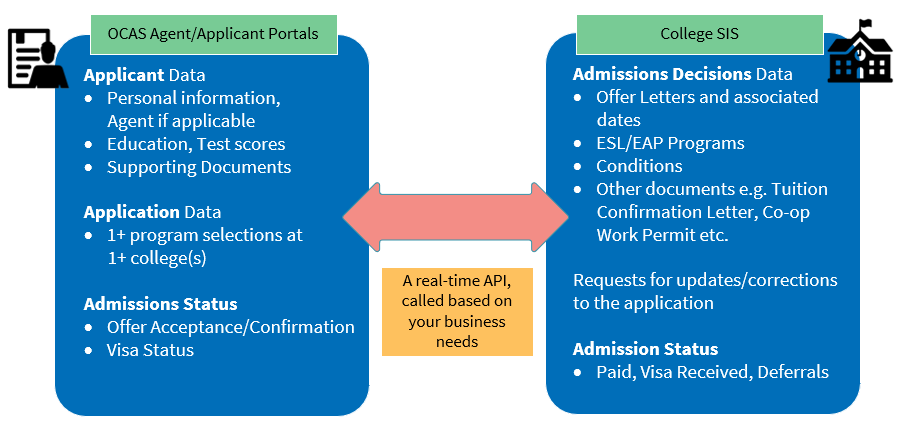 OCAS Agent/Applicant Portals
Applicant Data
• Personal information,
Agent if applicable
• Education, Test scores
• Supporting Documents
Application Data
• 1+ program selections at
1+ college(s)
Admissions Status
• Offer Acceptance/Confirmation
• Visa Status
A real-time API,
called based on
your business
needs
College SIS
Admissions Decisions Data
• Offer Letters and associated
dates
• ESL/EAP Programs
• Conditions
• Other documents e.g. Tuition
Confirmation Letter, Co-op
Work Permit etc.
Requests for updates/corrections
to the application
Admission Status
• Paid, Visa Received, Deferrals